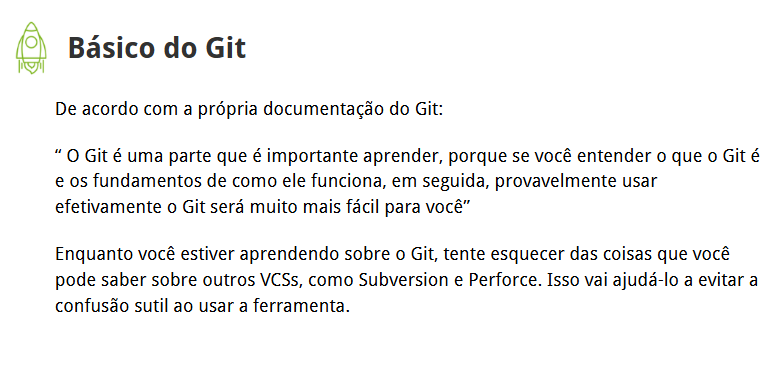 Básico do Git
De acordo com a própria documentação do Git:
“ O Git é uma parte que é importante aprender, porque se você entender o que o Git é
e os fundamentos de como ele funciona, em seguida, provavelmente usar
efetivamente o Git será muito mais fácil para você”
Enquanto você estiver aprendendo sobre o Git, tente esquecer das coisas que você
pode saber sobre outros VCSs, como Subversion e Perforce. Isso vai ajudá-lo a evitar a
confusão sutil ao usar a ferramenta.